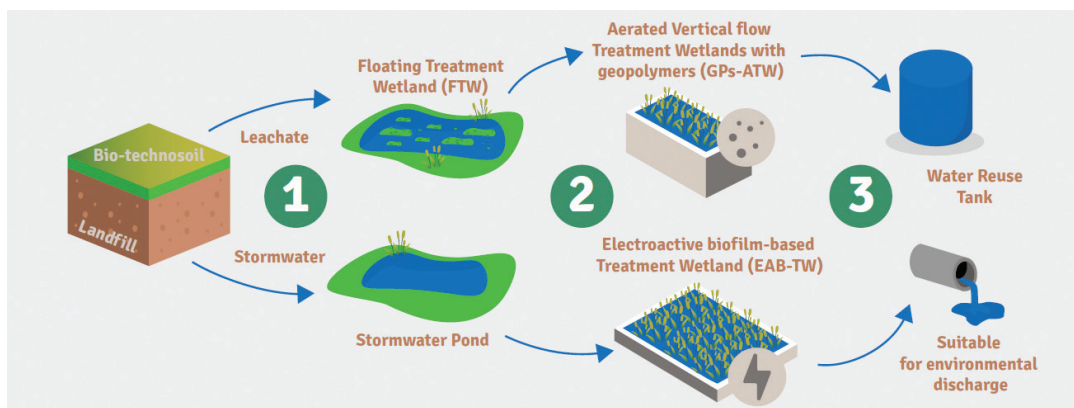 Bio-technosoil
Landfill
Leachate
1
Stormwater
Floating Treatment
Wetland (FTW)
Stormwater Pond
2
Aerated Vertical flow
Treatment Wetlands with
geopolymers (GPs-ATW)
Electroactive biofilm-based
Treatment Wetland (EAB-TW)
3
Water Reuse
Tank
Suitable
for environmental
discharge